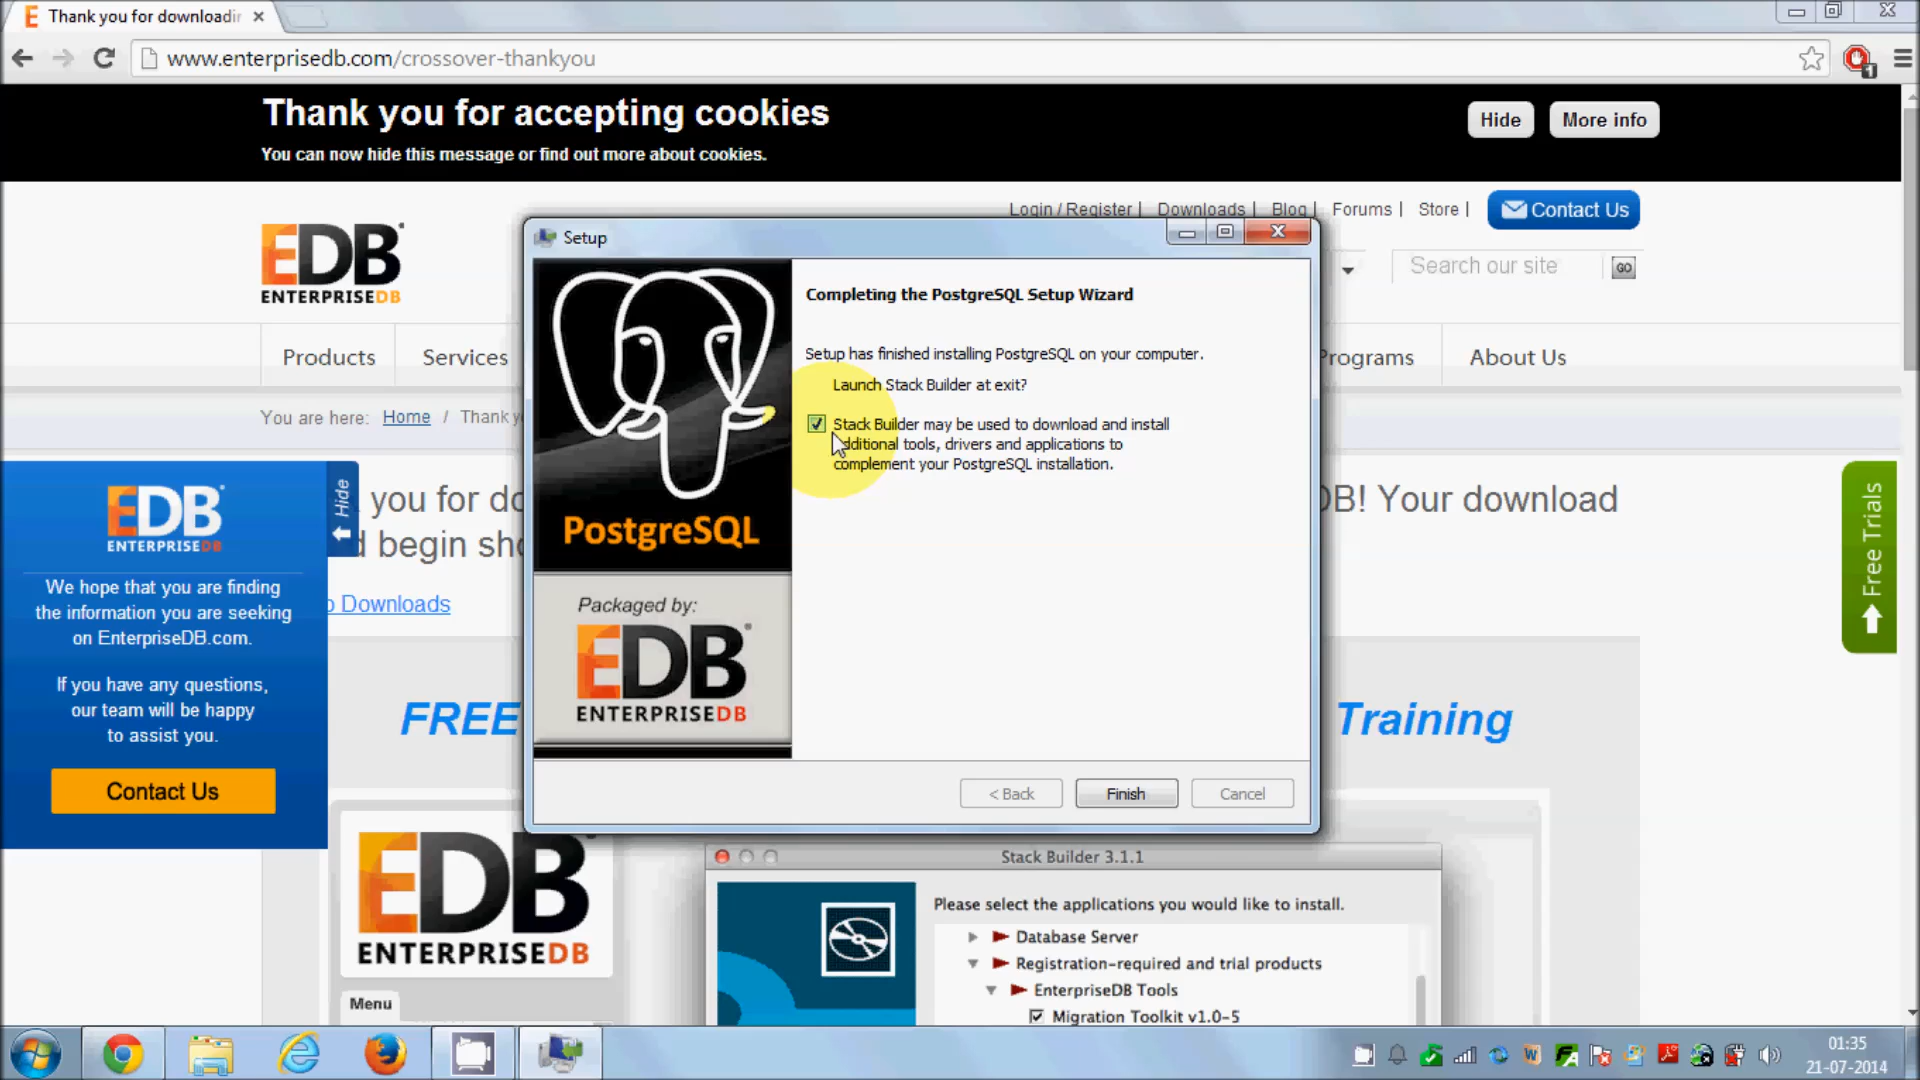 Thank you for downloadin
www.enterprisedb.com/crossover-thankyou
1
Thank you for accepting cookies
You can now hide this message or find out more about cookies.
Hide
More info
Login / Register |
Downloads |
Blog |
Forums |
Store |
Contact Us
EDB
ENTERPRISEDB
Search our site
GO
Products
Services
Programs
About Us
You are here: Home / Thank y
you for do
DB! Your download
d begin sho
o Downloads
Setup
PostgreSQL
Packaged by:
EDB
ENTERPRISEDB
Completing the PostgreSQL Setup Wizard
Setup has finished installing PostgreSQL on your computer.
Launch Stack Builder at exit?
Stack Builder may be used to download and install
additional tools, drivers and applications to
complement your PostgreSQL installation.
< Back
Finish
Cancel
EDB
ENTERPRISEDB
Hide
We hope that you are finding
the information you are seeking
on EnterpriseDB.com.
If you have any questions,
our team will be happy
to assist you.
Contact Us
Free Trials
FREE
Training
EDB
ENTERPRISEDB
Menu
Stack Builder 3.1.1
Please select the applications you would like to install.
Database Server
Registration-required and trial products
EnterpriseDB Tools
Migration Toolkit v1.0-5
01:35
21-07-2014